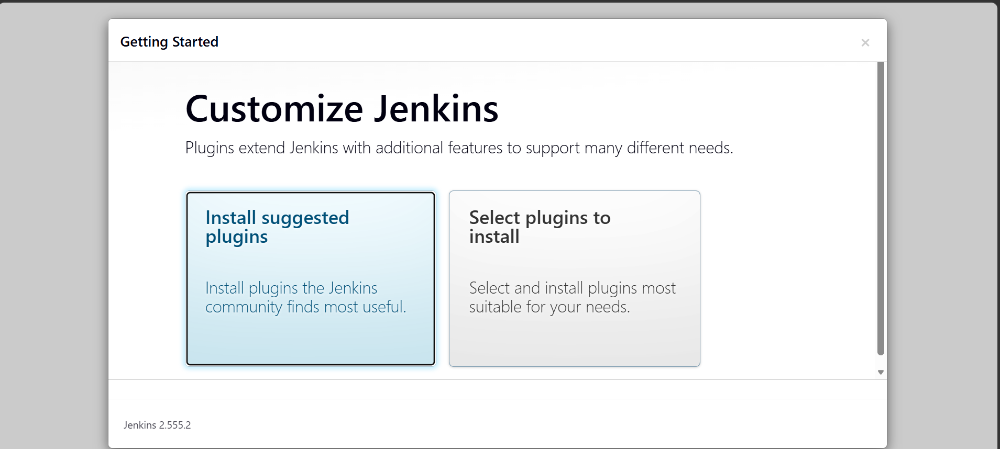 Getting Started
×
Customize Jenkins
Plugins extend Jenkins with additional features to support many different needs.
Install suggested
plugins
Install plugins the Jenkins
community finds most useful.
Select plugins to
install
Select and install plugins most
suitable for your needs.
Jenkins 2.555.2